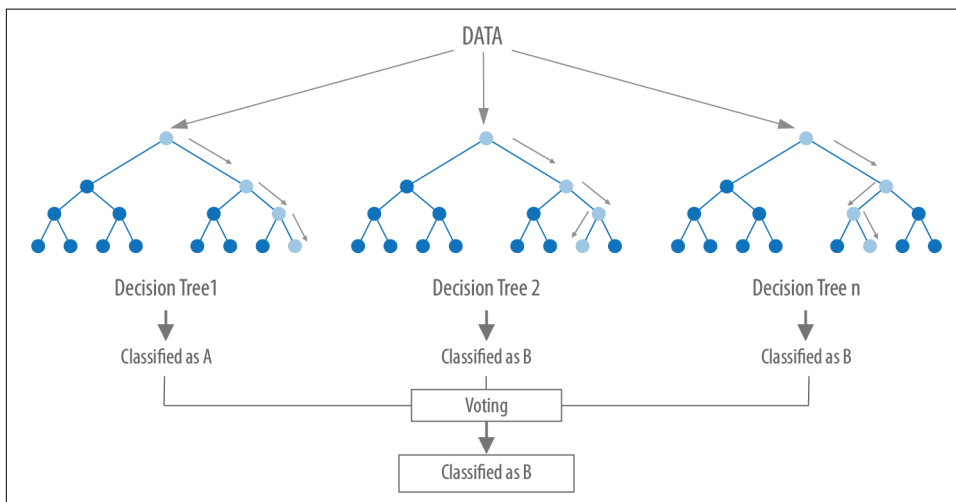 DATA
Decision Tree1
Decision Tree 2
Decision Tree n
Classified as A
Classified as B
Classified as B
Voting
Classified as B